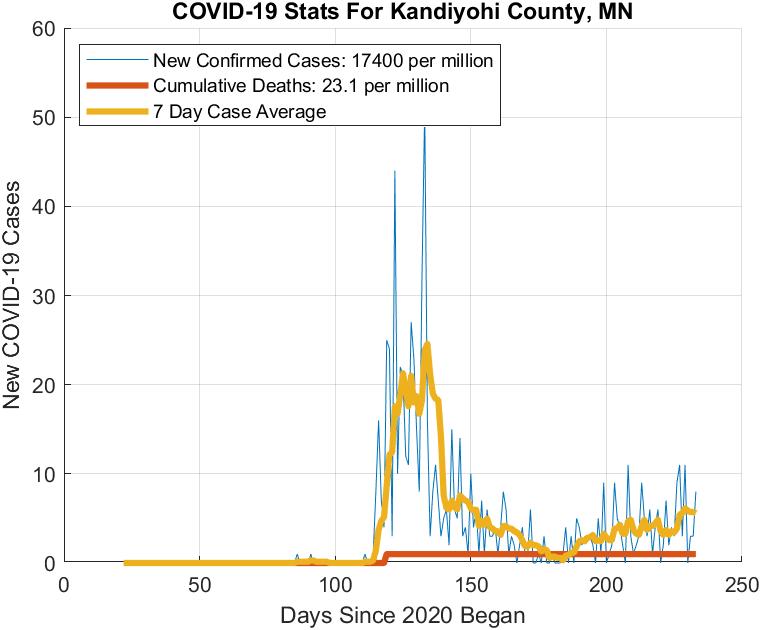 COVID-19 Stats For Kandiyohi County, MN
60
50
40
30
20
10
0
New COVID-19 Cases
New Confirmed Cases: 17400 per million
Cumulative Deaths: 23.1 per million
7 Day Case Average
0 50 100 150 200 250
Days Since 2020 Began